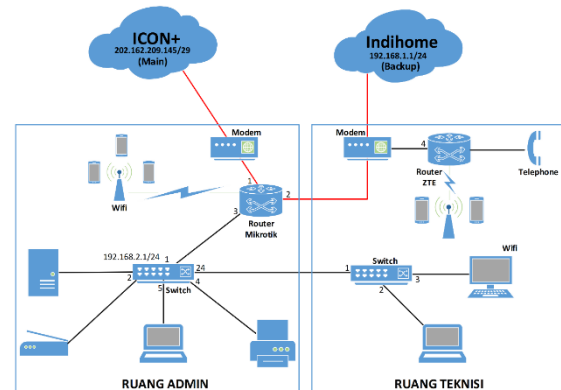 ICON+
202.162.209.145/29
(Main)
Indihome
192.168.1.1/24
(Backup)
Modem
Wifi
1
2
3
Router
Mikrotik
Modem
4
Router
ZTE
Telephone
192.168.2.1/24
1
24
2
5
4
Switch
Switch
1
2
3
Wifi
RUANG ADMIN
RUANG TEKNISI